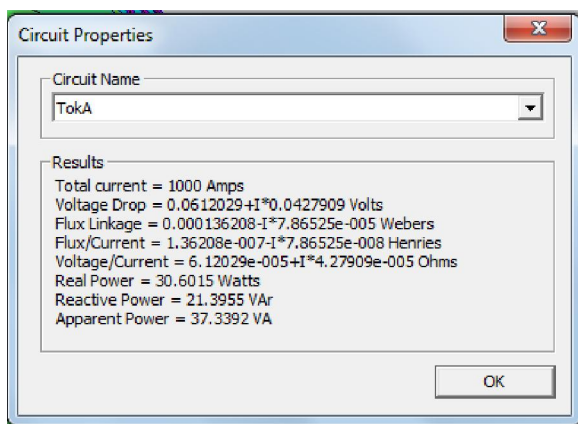 Circuit Properties
Circuit Name
TokA
Results
Total current = 1000 Amps
Voltage Drop = 0.0612029+I*0.0427909 Volts
Flux Linkage = 0.000136208-I*7.86525e-005 Webers
Flux/Current = 1.36208e-007-I*7.86525e-008 Henries
Voltage/Current = 6.12029e-005+I*4.27909e-005 Ohms
Real Power = 30.6015 Watts
Reactive Power = 21.3955 VAr
Apparent Power = 37.3392 VA
OK